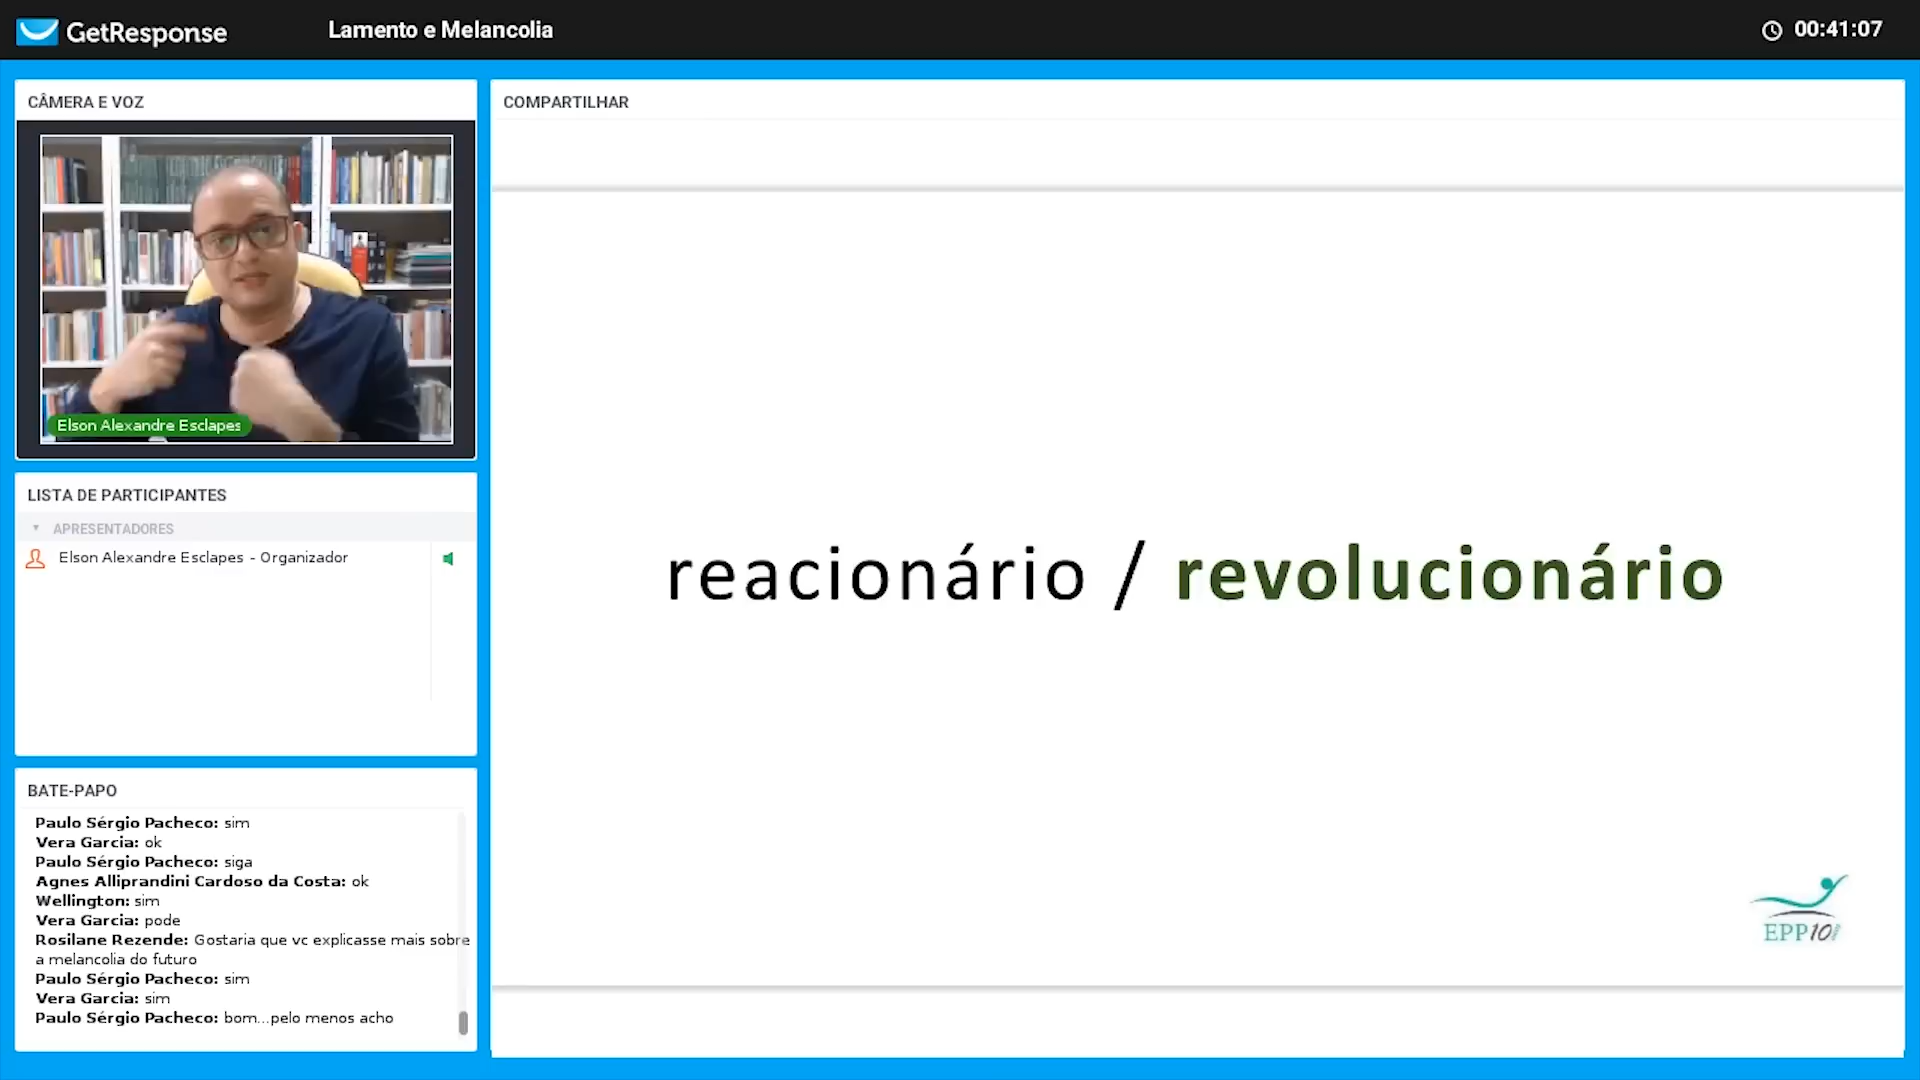 GetResponse
Lamento e Melancolia
00:41:07
CÂMERA E VOZ
Elson Alexandre Esclapes
LISTA DE PARTICIPANTES
APRESENTADORES
Elson Alexandre Esclapes - Organizador
BATE-PAPO
Paulo Sérgio Pacheco: sim
Vera Garcia: ok
Paulo Sérgio Pacheco: siga
Agnes Alliprandini Cardoso da Costa: ok
Wellington: sim
Vera Garcia: pode
Rosilane Rezende: Gostaria que vc explicasse mais sobre
a melancolia do futuro
Paulo Sérgio Pacheco: sim
Vera Garcia: sim
Paulo Sérgio Pacheco: bom...pelo menos acho
COMPARTILHAR
reacionário / revolucionário
EPP10